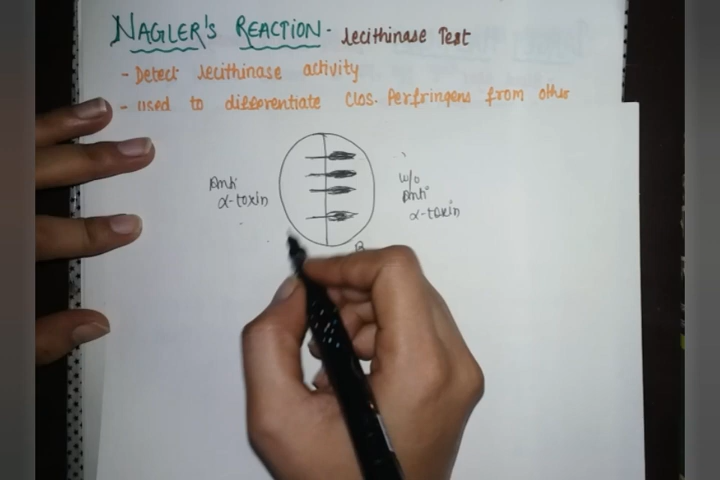 NAGLER'S REACTION - Lecithinase Test
- Detect lecithinase activity
- used to differentiate Clos. Perfringens from other
Anti
α-toxin
w/o
Anti
α-toxin
B